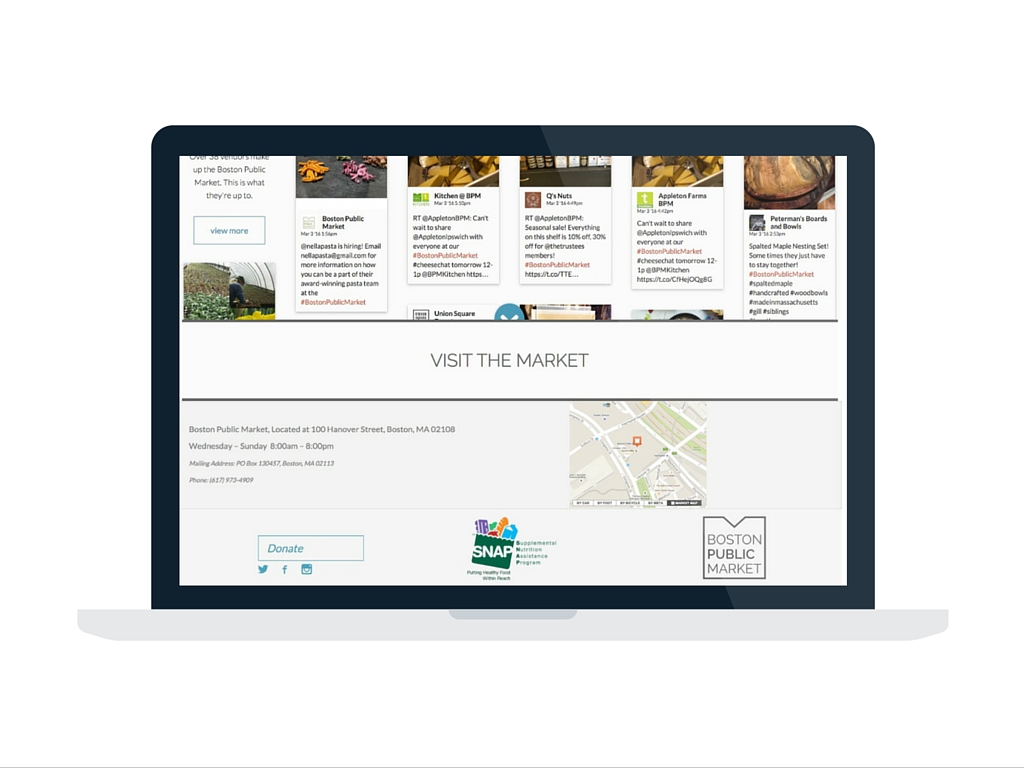 Over 38 vendors make
up the Boston Public
Market. This is what
they're up to.
view more
Boston Public
Market
Mar 3 '16 5:56pm
@nellapasta is hiring! Email
nellapasta@gmail.com for
more information on how
you can be a part of their
award-winning pasta team
at the
#BostonPublicMarket
Kitchen @ BPM
Mar 3 '16 5:10pm
RT @AppletonBPM: Can't
wait to share
@AppletonIpswich with
everyone at our
#BostonPublicMarket
#cheesechat tomorrow 12-
1p @BPMKitchen https...
Union Square
Q's Nuts
Mar 3 '16 4:49pm
RT @AppletonBPM:
Seasonal sale! Everything
on this shelf is 10% off, 30%
off for @thetrustees
members!
#BostonPublicMarket
https://t.co/TTE...
Appleton Farms
BPM
Mar 3 '16 4:42pm
Can't wait to share
@AppletonIpswich with
everyone at our
#BostonPublicMarket
#cheesechat tomorrow 12-
1p @BPMKitchen
https://t.co/CfHeJOQg8G
Peterman's Boards
and Bowls
Mar 3 '16 2:53pm
Spalted Maple Nesting Set!
Some times they just have
to stay together!
#BostonPublicMarket
#spaltedmaple
#handcrafted #woodbowls
#madeinmassachusetts
#gill #siblings
VISIT THE MARKET
Boston Public Market, Located at 100 Hanover Street, Boston, MA 02108
Wednesday – Sunday 8:00am – 8:00pm
Mailing Address: PO Box 130457, Boston, MA 02113
Phone: (617) 973-4909
BY CAR BY FOOT BY BICYCLE BY MBTA MARKET MAP
Donate
SNAP
Supplemental
Nutrition
Assistance
Program
Putting Healthy Food
Within Reach
BOSTON
PUBLIC
MARKET